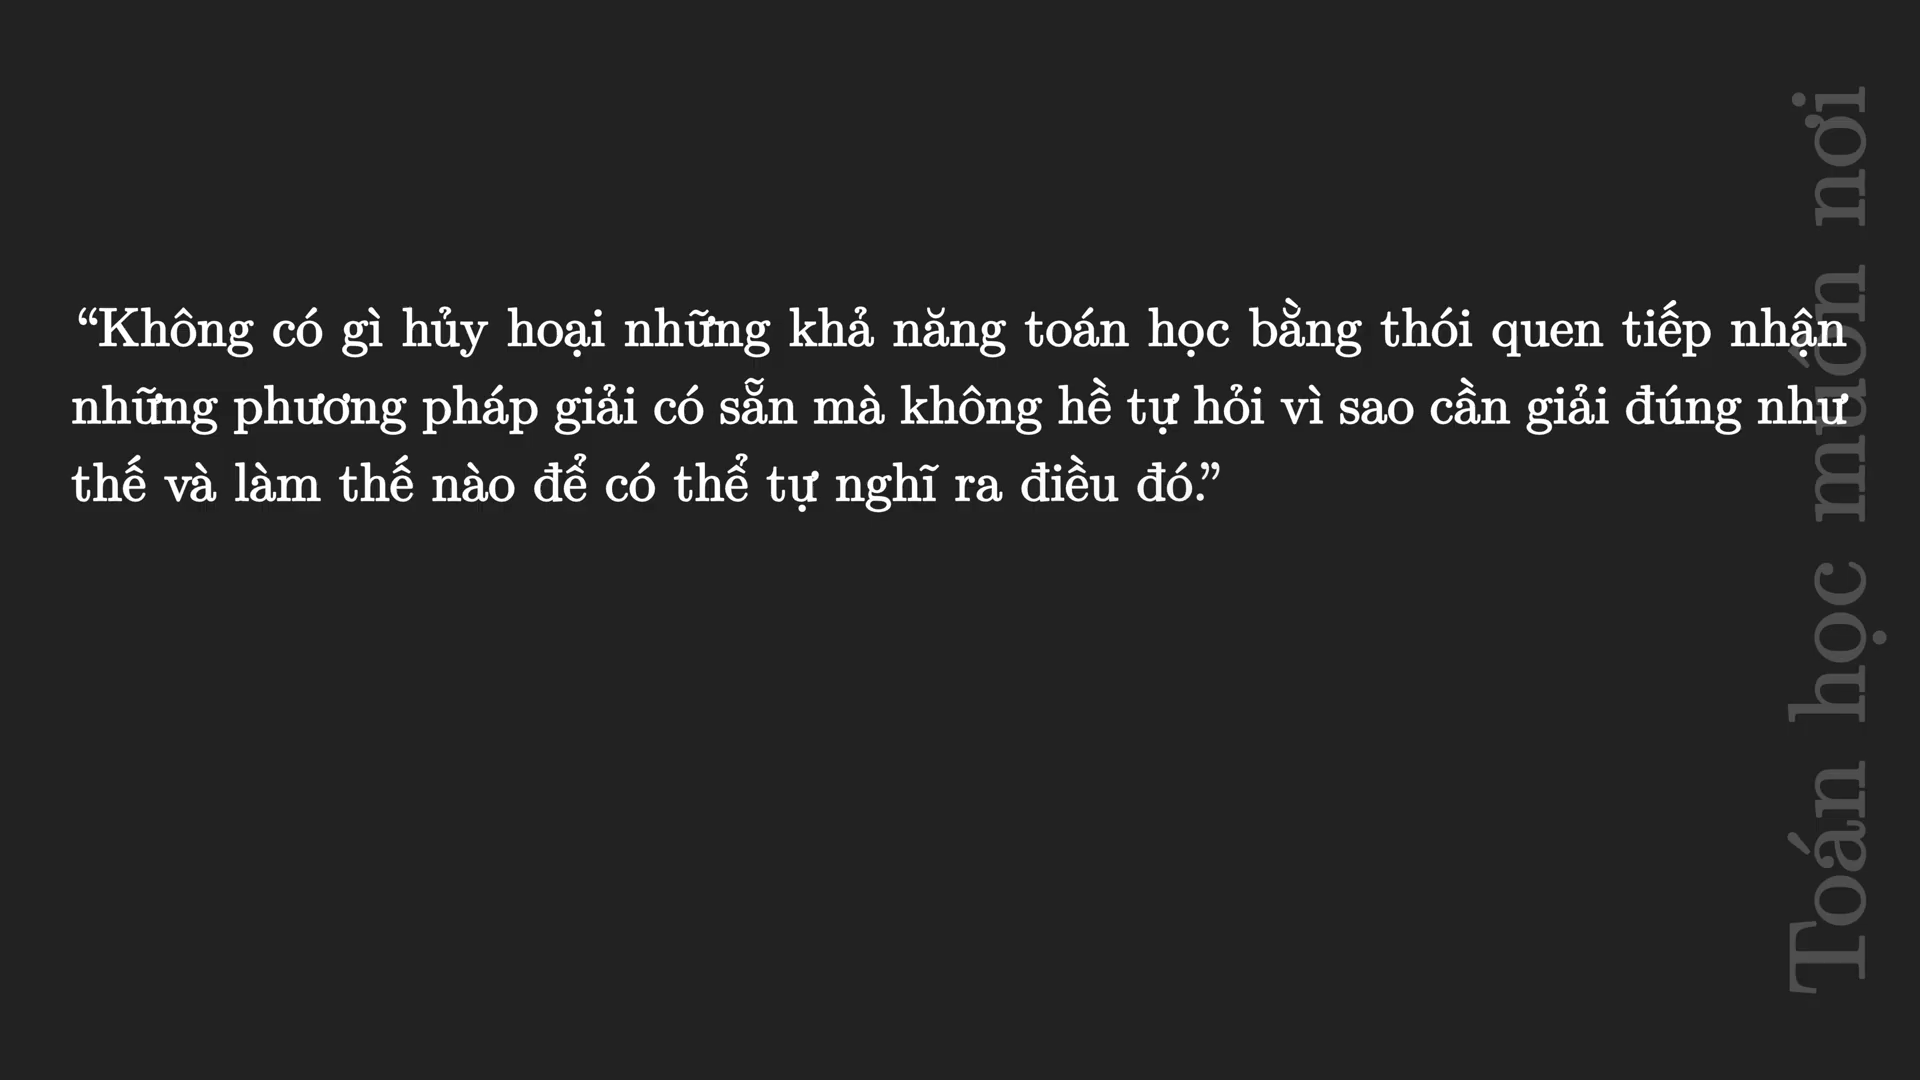 “Không có gì hủy hoại những khả năng toán học bằng thói quen tiếp nhận
những phương pháp giải có sẵn mà không hề tự hỏi vì sao cần giải đúng như
thế và làm thế nào để có thể tự nghĩ ra điều đó.”
Toán học muôn nơi